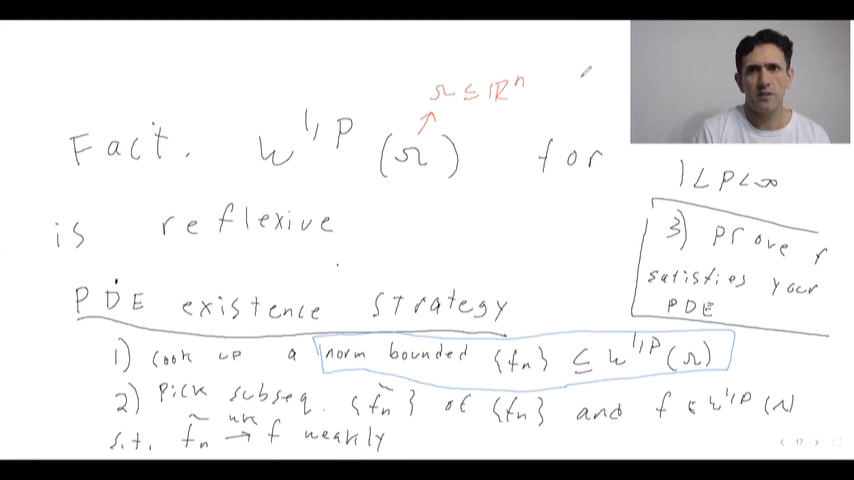 Ω ⊆ ℝⁿ
Fact. W^{1,P} (Ω) for 1<P<∞
is reflexive
PDE existence strategy
1) Cook up a norm bounded {fn} ⊆ W^{1,P}(Ω)
2) Pick subseq. {f̃n} of {fn} and f ∈ W^{1,P}(Ω)
s.t. f̃n → f weakly
3) Prove f
satisfies your
PDE
17